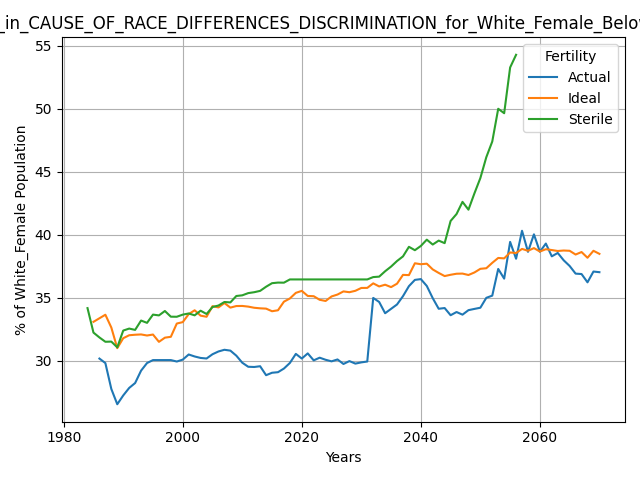 _in_CAUSE_OF_RACE_DIFFERENCES_DISCRIMINATION_for_White_Female_Belo
55
50
45
40
35
30
% of White_Female Population
Fertility
Actual
Ideal
Sterile
1980
2000
2020
2040
2060
Years